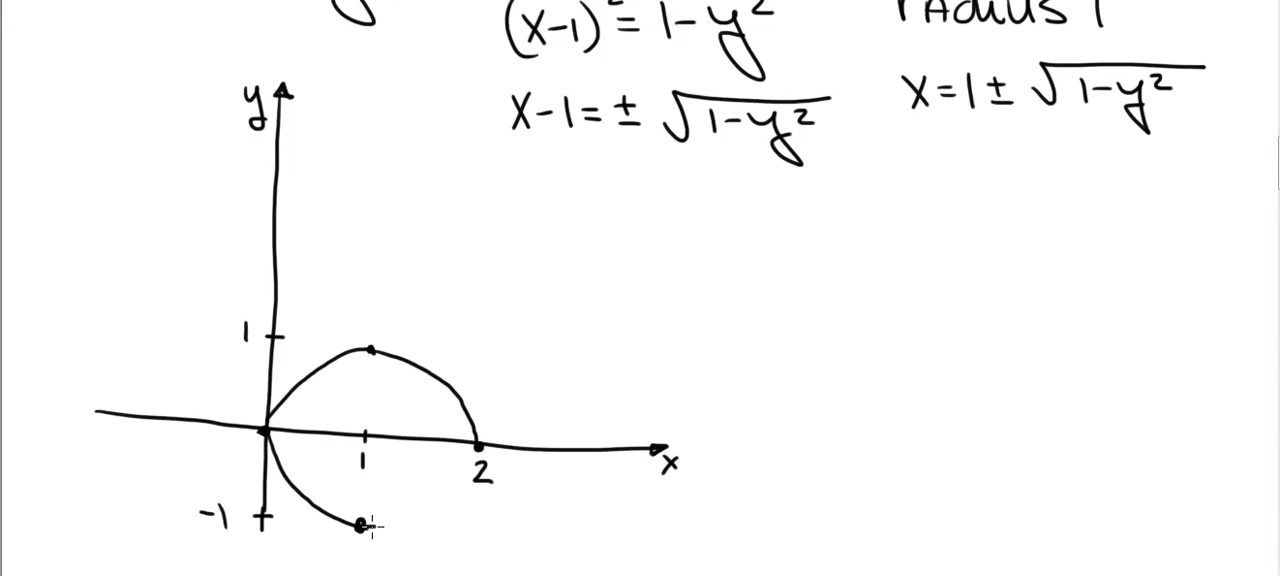 (x-1)² = 1-y²
radius 1
x-1 = ± √(1-y²)
x = 1 ± √(1-y²)
y
1
1
2
x
-1